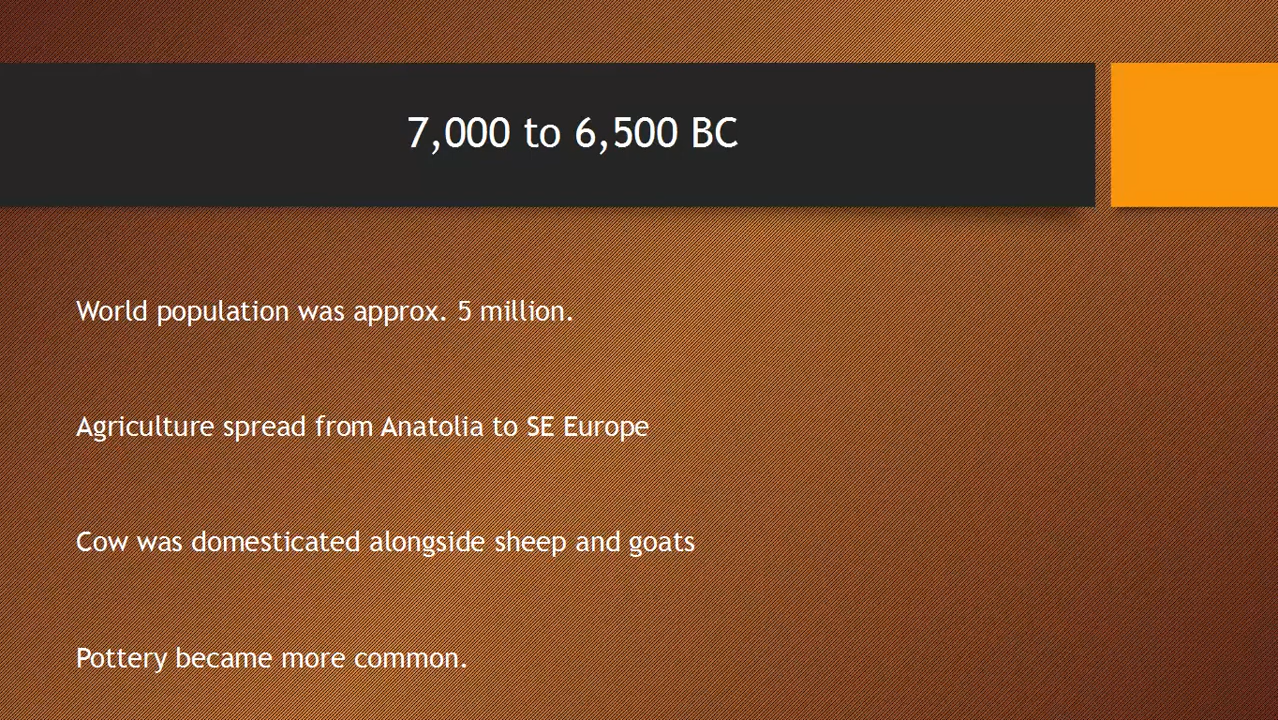 7,000 to 6,500 BC
World population was approx. 5 million.
Agriculture spread from Anatolia to SE Europe
Cow was domesticated alongside sheep and goats
Pottery became more common.